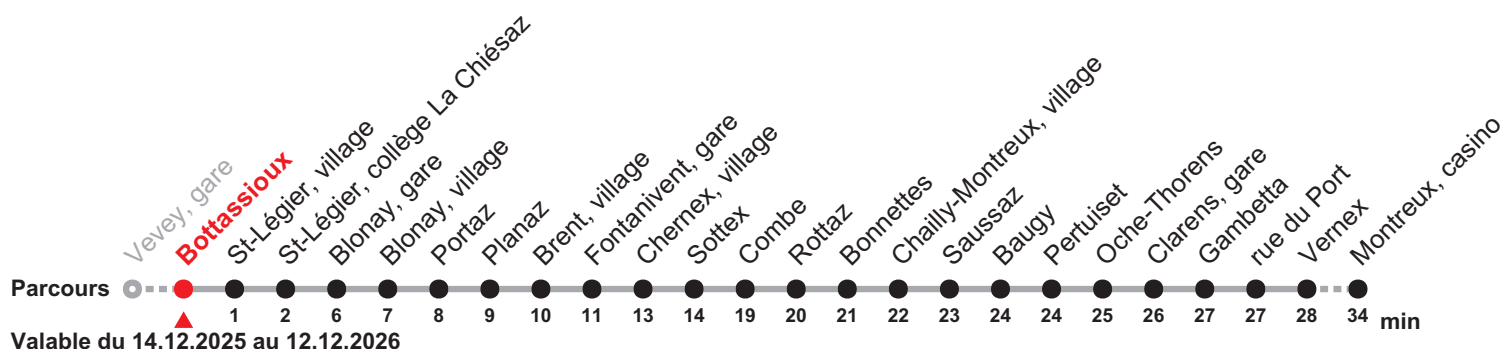 Vevey, gare
Bottassioux
St-Légier, village
St-Légier, collège La Chiésaz
Blonay, gare
Blonay, village
Portaz
Planaz
Brent, village
Fontanivent, gare
Chernex, village
Sottex
Combe
Rottaz
Bonnettes
Chailly-Montreux, village
Saussaz
Baugy
Pertuiset
Oche-Thorens
Clarens, gare
Gambetta
rue du Port
Vernex
Montreux, casino
Parcours
1 2 6 7 8 9 10 11 13 14 19 20 21 22 23 24 24 25 26 27 27 28 34 min
Valable du 14.12.2025 au 12.12.2026